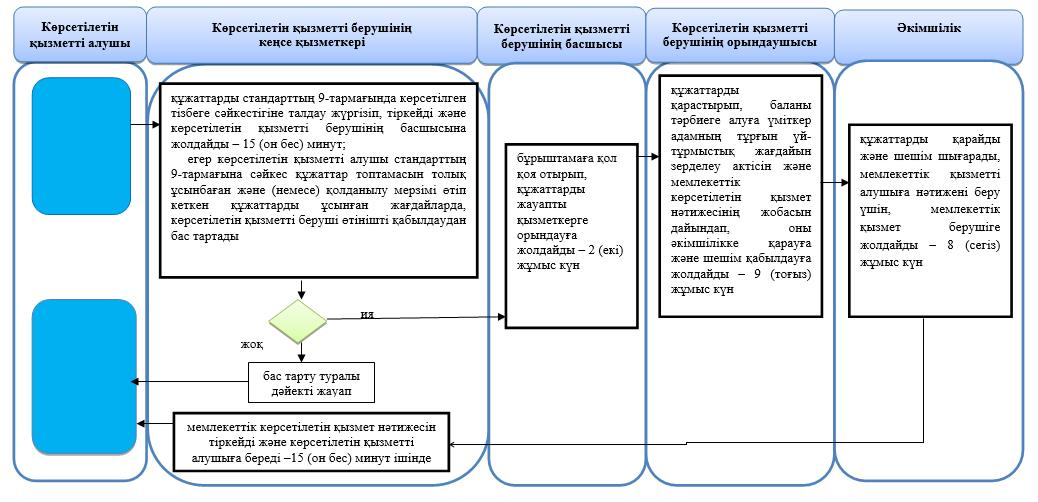 Көрсетілетін
қызметті алушы
Көрсетілетін қызметті берушінің
кеңсе қызметкері
Көрсетілетін қызметті
берушінің басшысы
Көрсетілетін қызметті
берушінің орындаушысы
Әкімшілік
құжаттарды стандарттың 9-тармағында көрсетілген
тізбеге сәйкестігіне талдау жүргізіп, тіркейді және
көрсетілетін қызметті берушінің басшысына
жолдайды – 15 (он бес) минут;
егер көрсетілетін қызметті алушы стандарттың
9-тармағына сәйкес құжаттар топтамасын толық
ұсынбаған және (немесе) қолданылу мерзімі өтіп
кеткен құжаттарды ұсынған жағдайларда,
көрсетілетін қызметті беруші өтінішті қабылдаудан
бас тартады
ия
жоқ
бас тарту туралы
дәйекті жауап
мемлекеттік көрсетілетін қызмет нәтижесін
тіркейді және көрсетілетін қызметті
алушыға береді –15 (он бес) минут ішінде
бұрыштамаға қол
қоя отырып,
құжаттарды
жауапты
қызметкерге
орындауға
жолдайды – 2 (екі)
жұмыс күн
құжаттарды
қарастырып, баланы
тәрбиеге алуға үміткер
адамның тұрғын үй-
тұрмыстық жағдайын
зерделеу актісін және
мемлекеттік
көрсетілетін қызмет
нәтижесінің жобасын
дайындап, оны
әкімшілікке қарауға
және шешім қабылдауға
жолдайды – 9 (тоғыз)
жұмыс күн
құжаттарды қарайды
және шешім шығарады,
мемлекеттік қызметті
алушыға нәтижені беру
үшін, мемлекеттік
қызмет берушіге
жолдайды – 8 (сегіз)
жұмыс күн